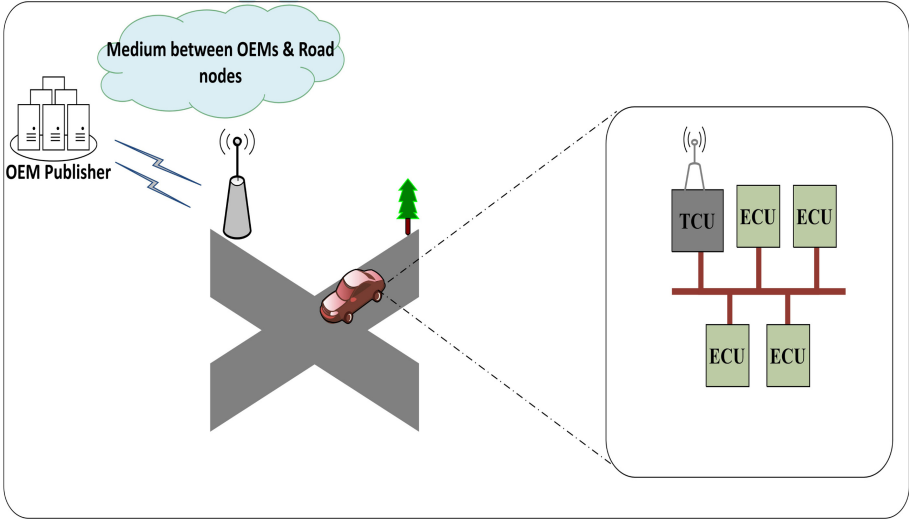 Medium between OEMs & Road
nodes
OEM Publisher
TCU
ECU
ECU
ECU
ECU